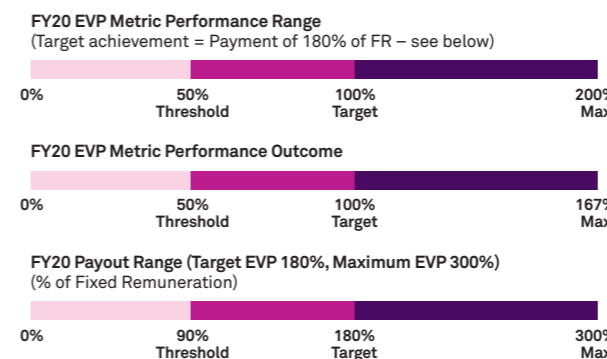 FY20 EVP Metric Performance Range
(Target achievement = Payment of 180% of FR – see below)
0% 50% 100% 200%
Threshold Target Max
FY20 EVP Metric Performance Outcome
0% 50% 100% 167%
Threshold Target Max
FY20 Payout Range (Target EVP 180%, Maximum EVP 300%)
(% of Fixed Remuneration)
0% 90% 180% 300%
Threshold Target Max